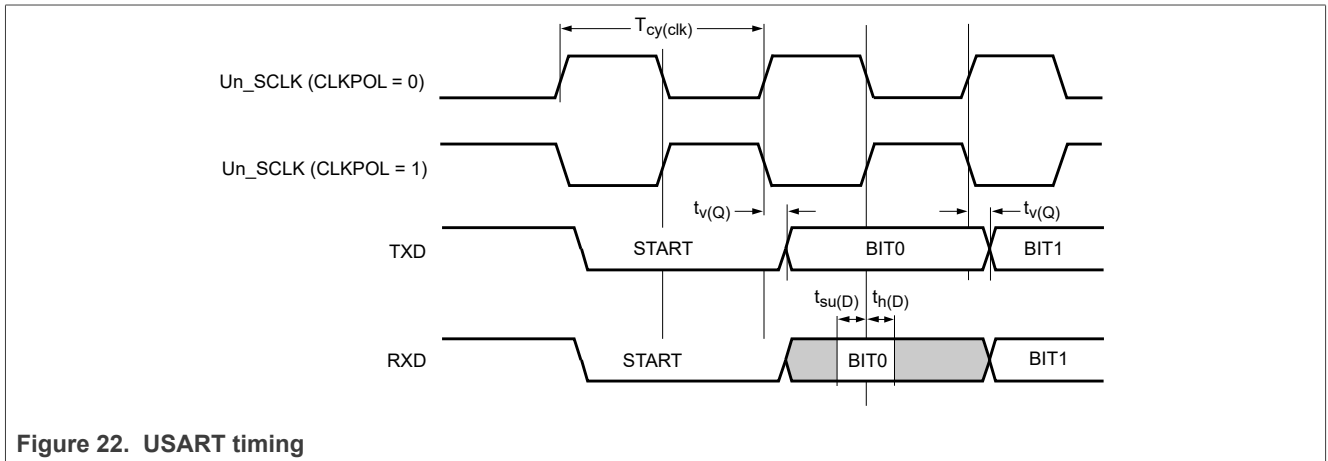 Tcy(clk)
Un_SCLK (CLKPOL = 0)
Un_SCLK (CLKPOL = 1)
tv(Q) tv(Q)
TXD START BIT0 BIT1
tsu(D) th(D)
RXD START BIT0 BIT1
Figure 22. USART timing